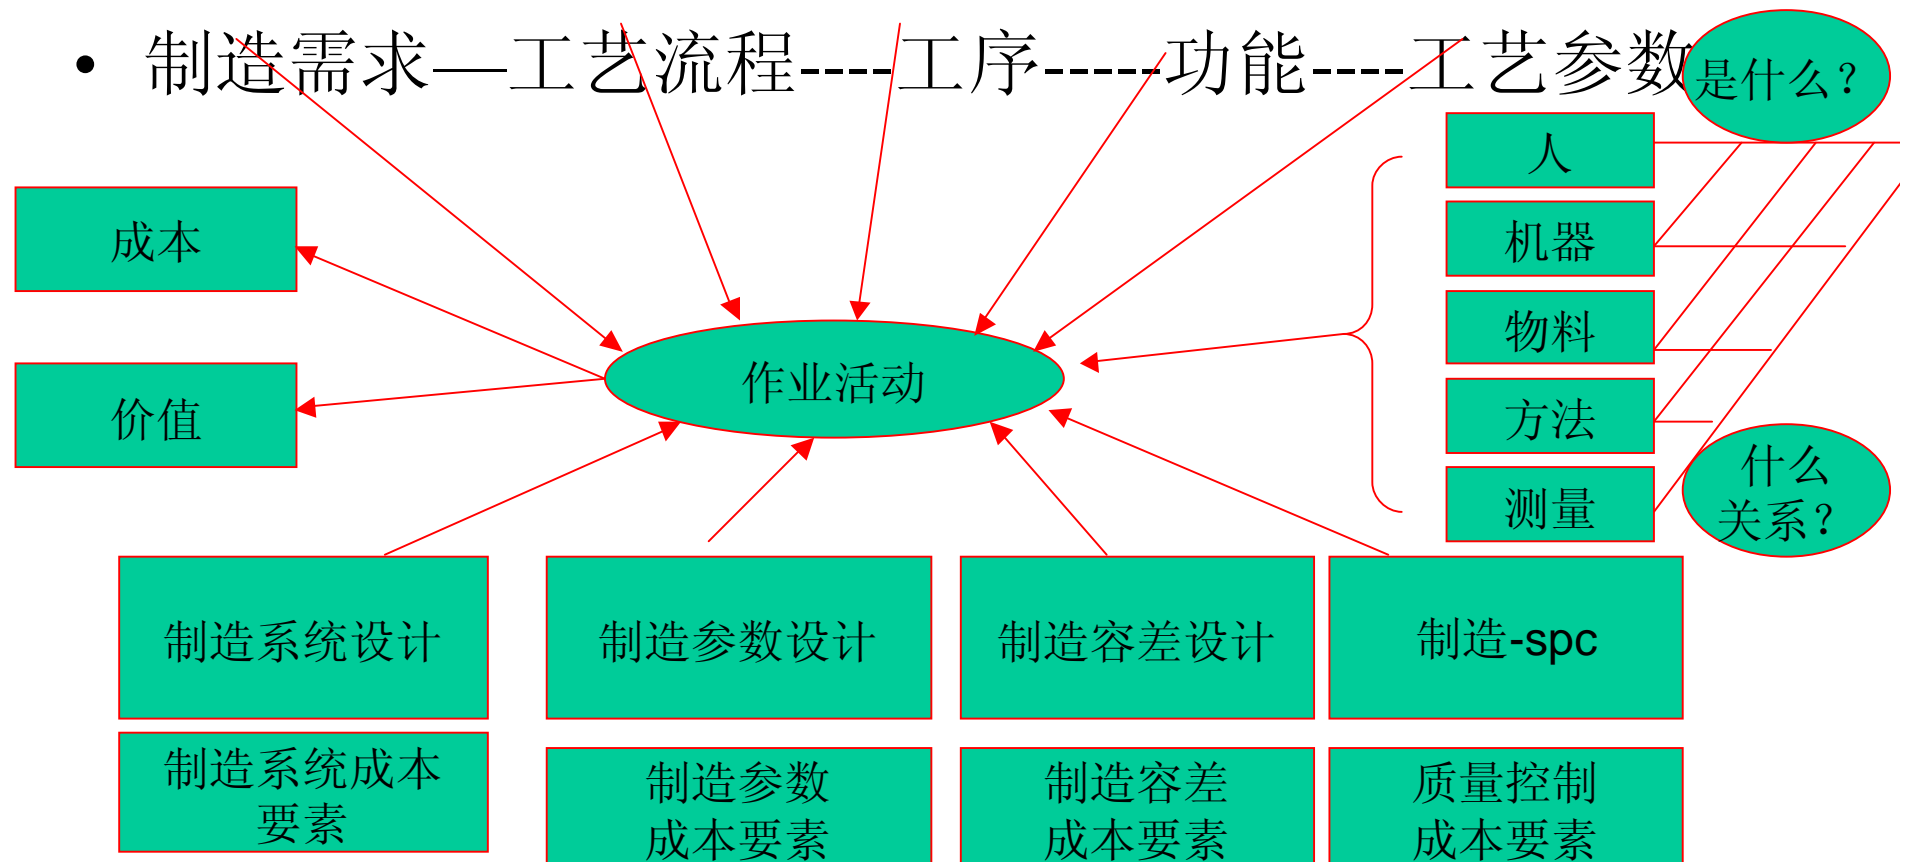 • 制造需求—工艺流程----工序-----功能----工艺参数
是什么？
人
成本
机器
物料
作业活动
价值
方法
什么
关系？
测量
制造系统设计
制造参数设计
制造容差设计
制造-spc
制造系统成本
要素
制造参数
成本要素
制造容差
成本要素
质量控制
成本要素